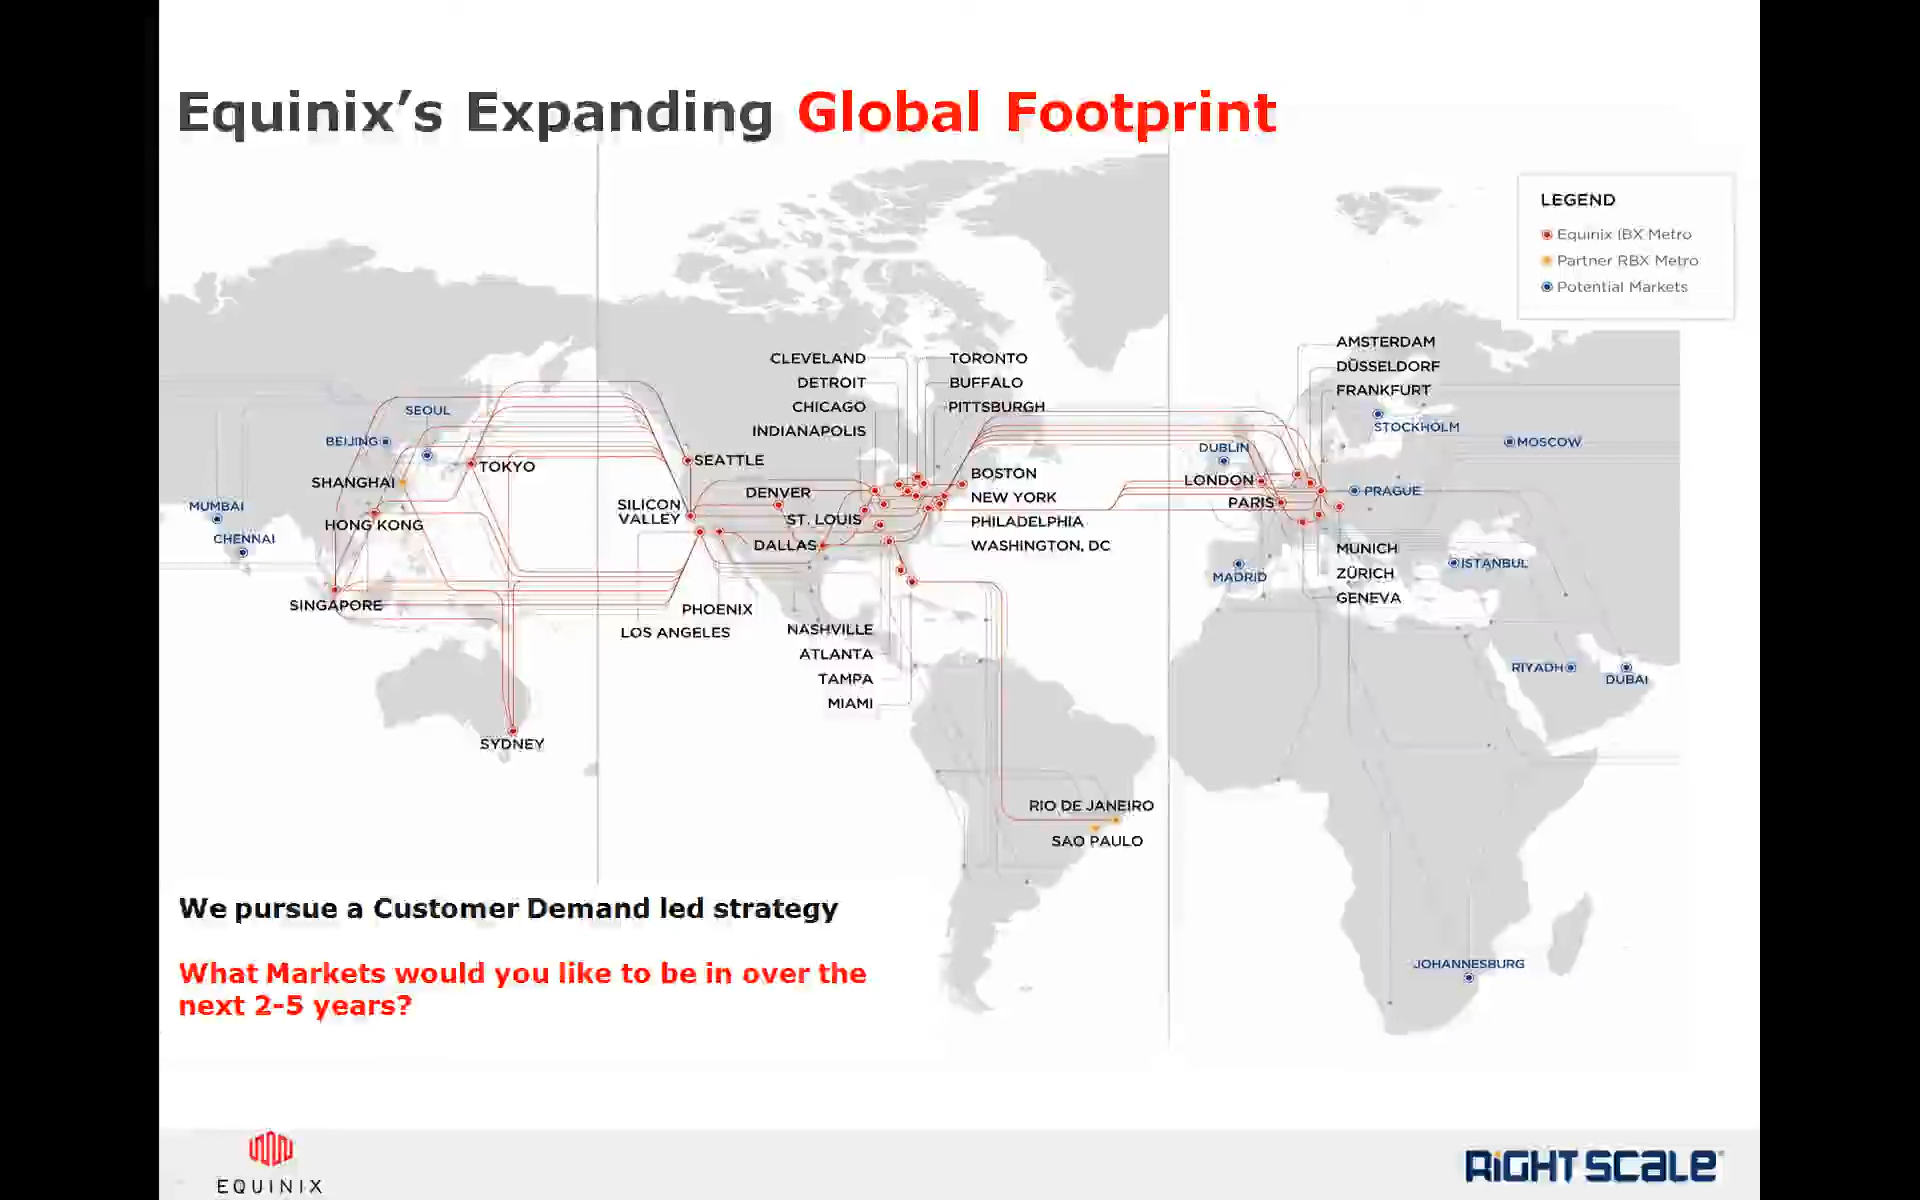 Equinix’s Expanding Global Footprint
LEGEND
Equinix IBX Metro
Partner RBX Metro
Potential Markets
SEOUL
BEIJING
TOKYO
SHANGHAI
HONG KONG
MUMBAI
CHENNAI
SINGAPORE
SYDNEY
CLEVELAND
DETROIT
CHICAGO
INDIANAPOLIS
TORONTO
BUFFALO
PITTSBURGH
SEATTLE
DENVER
SILICON
VALLEY
ST. LOUIS
DALLAS
BOSTON
NEW YORK
PHILADELPHIA
WASHINGTON, DC
PHOENIX
LOS ANGELES
NASHVILLE
ATLANTA
TAMPA
MIAMI
RIO DE JANEIRO
SAO PAULO
AMSTERDAM
DÜSSELDORF
FRANKFURT
STOCKHOLM
MOSCOW
DUBLIN
LONDON
PARIS
PRAGUE
MADRID
MUNICH
ZÜRICH
GENEVA
ISTANBUL
RIYADH
DUBAI
JOHANNESBURG
We pursue a Customer Demand led strategy
What Markets would you like to be in over the
next 2-5 years?
EQUINIX
RIGHTSCALE